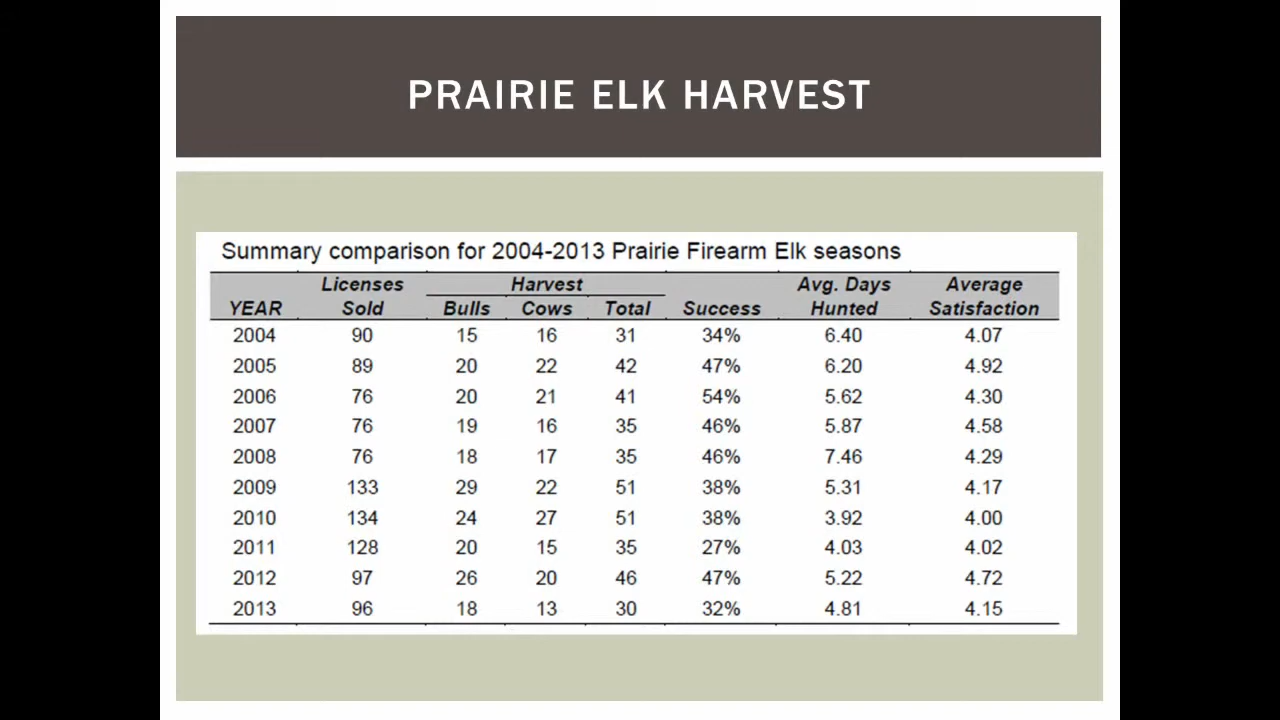 PRAIRIE ELK HARVEST
Summary comparison for 2004-2013 Prairie Firearm Elk seasons
Licenses Harvest Avg. Days Average
YEAR Sold Bulls Cows Total Success Hunted Satisfaction
2004 90 15 16 31 34% 6.40 4.07
2005 89 20 22 42 47% 6.20 4.92
2006 76 20 21 41 54% 5.62 4.30
2007 76 19 16 35 46% 5.87 4.58
2008 76 18 17 35 46% 7.46 4.29
2009 133 29 22 51 38% 5.31 4.17
2010 134 24 27 51 38% 3.92 4.00
2011 128 20 15 35 27% 4.03 4.02
2012 97 26 20 46 47% 5.22 4.72
2013 96 18 13 30 32% 4.81 4.15